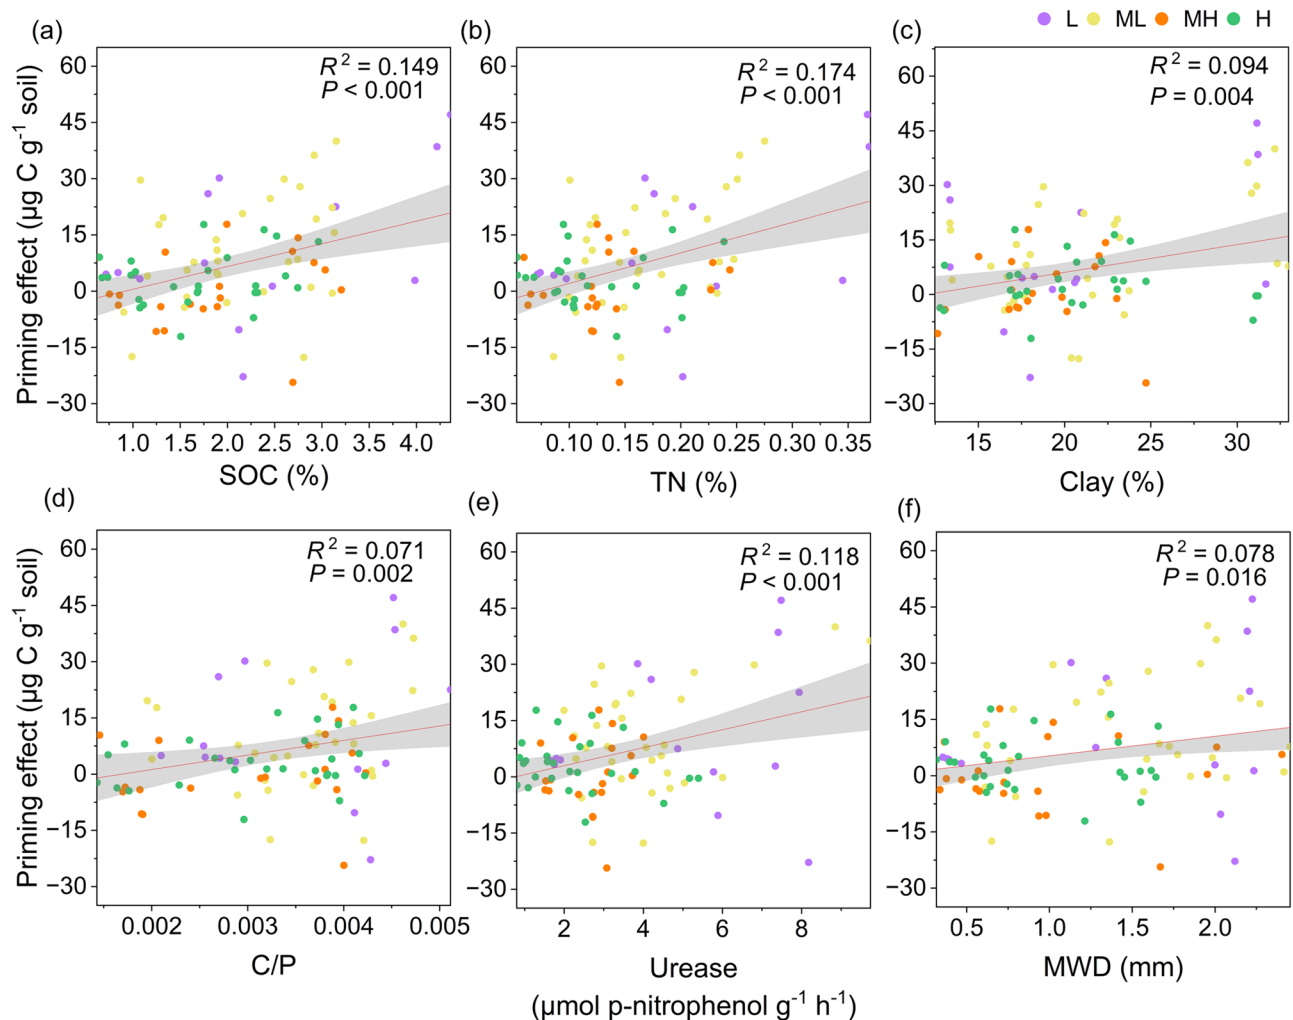 L ML MH H
(a)
R² = 0.149
P < 0.001
Priming effect (µg C g⁻¹ soil)
60
45
30
15
0
−15
−30
1.0 1.5 2.0 2.5 3.0 3.5 4.0
SOC (%)
(b)
R² = 0.174
P < 0.001
60
45
30
15
0
−15
−30
0.10 0.15 0.20 0.25 0.30 0.35
TN (%)
(c)
R² = 0.094
P = 0.004
60
45
30
15
0
−15
−30
15 20 25 30
Clay (%)
(d)
R² = 0.071
P = 0.002
Priming effect (µg C g⁻¹ soil)
60
45
30
15
0
−15
−30
0.002 0.003 0.004 0.005
C/P
(e)
R² = 0.118
P < 0.001
60
45
30
15
0
−15
−30
2 4 6 8
Urease
(µmol p-nitrophenol g⁻¹ h⁻¹)
(f)
R² = 0.078
P = 0.016
60
45
30
15
0
−15
−30
0.5 1.0 1.5 2.0
MWD (mm)